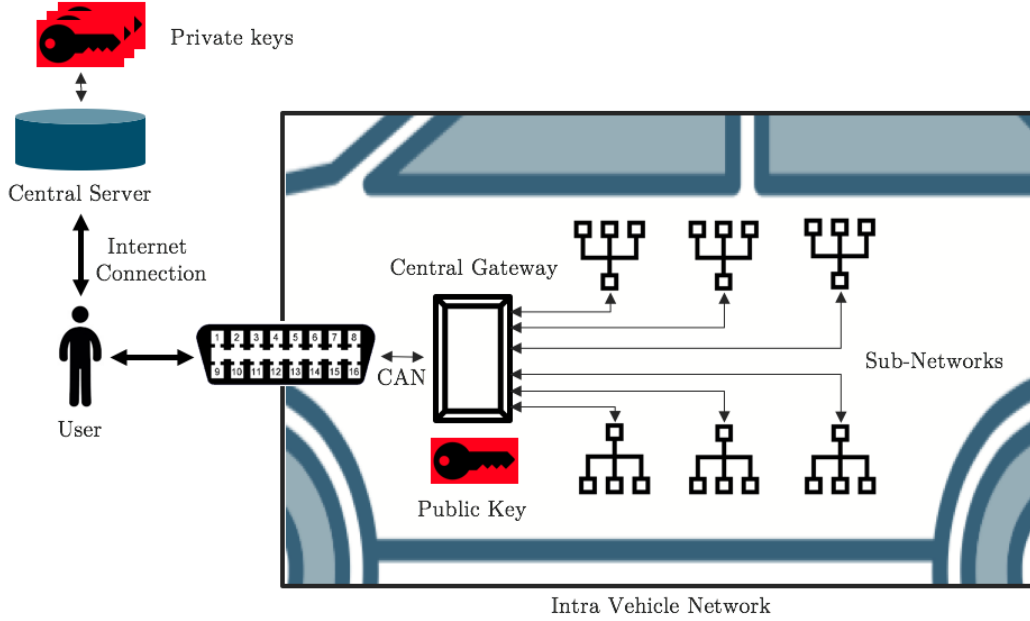 Private keys
Central Server
Internet
Connection
Central Gateway
1 2 3 4 5 6 7 8
9 10 11 12 13 14 15 16
CAN
Sub-Networks
User
Public Key
Intra Vehicle Network